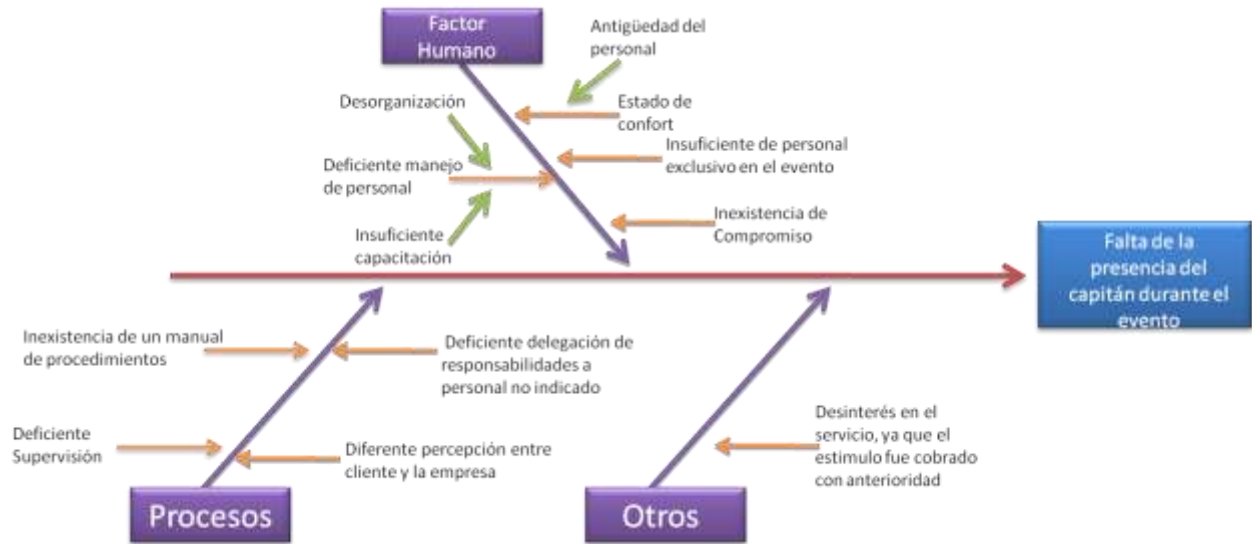 Factor
Humano
Antigüedad del
personal
Desorganización
Estado de
confort
Insuficiente de personal
exclusivo en el evento
Deficiente manejo
de personal
Inexistencia de
Compromiso
Insuficiente
capacitación
Falta de la
presencia del
capitán durante el
evento
Inexistencia de un manual
de procedimientos
Deficiente delegación de
responsabilidades a
personal no indicado
Deficiente
Supervisión
Diferente percepción entre
cliente y la empresa
Desinterés en el
servicio, ya que el
estimulo fue cobrado
con anterioridad
Procesos
Otros